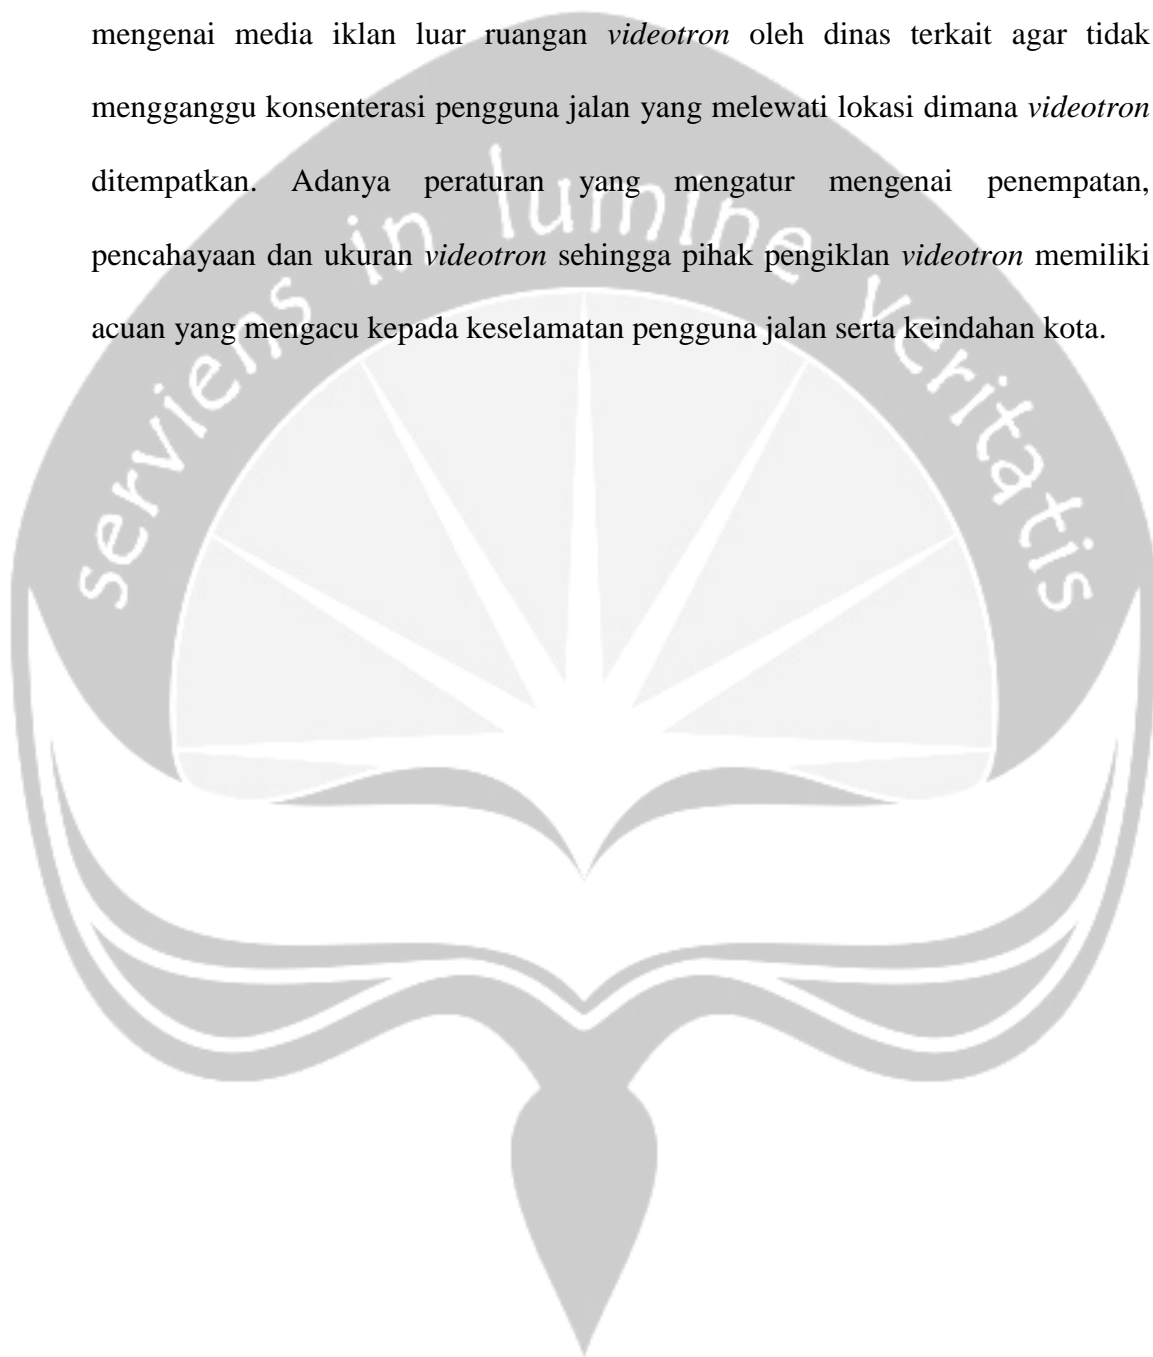 mengenai media iklan luar ruangan videotron oleh dinas terkait agar tidak
mengganggu konsenterasi pengguna jalan yang melewati lokasi dimana videotron
ditempatkan. Adanya peraturan yang mengatur mengenai penempatan,
pencahayaan dan ukuran videotron sehingga pihak pengiklan videotron memiliki
acuan yang mengacu kepada keselamatan pengguna jalan serta keindahan kota.
serviens in lumine veritatis